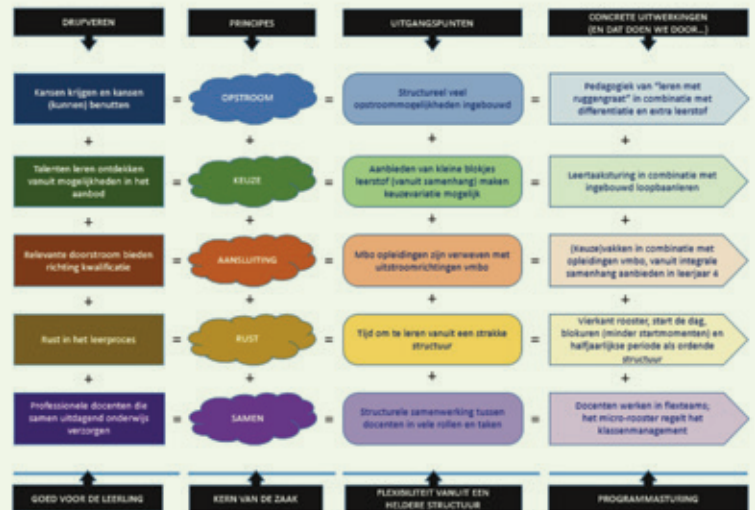 DRIJFVEREN
PRINCIPES
UITGANGSPUNTEN
CONCRETE UITWERKINGEN
(EN DAT DOEN WE DOOR...)
Kansen krijgen en kansen
(kunnen) benutten
=
OPSTROOM
=
Structureel veel
opstroommogelijkheden ingebouwd
=
Pedagogiek van "leren met
ruggengraat" in combinatie met
differentiatie en extra leerstof
+
+
+
+
Talenten leren ontdekken
vanuit mogelijkheden in het
aanbod
=
KEUZE
=
Aanbieden van kleine blokjes
leerstof (vanuit samenhang) maken
keuzevariatie mogelijk
=
Leertaaksturing in combinatie met
ingebouwd loopbaanleren
+
+
+
+
Relevante doorstroom bieden
richting kwalificatie
=
AANSLUITING
=
Mbo opleidingen zijn verweven met
uitstroomrichtingen vmbo
=
(Keuze)vakken in combinatie met
opleidingen vmbo, vanuit integrale
samenhang aanbieden in leerjaar 4
+
+
+
+
Rust in het leerproces
=
RUST
=
Tijd om te leren vanuit een strakke
structuur
=
Vierkant rooster, start de dag,
blokuren (minder startmomenten) en
halfjaarlijkse periode als ordende
structuur
+
+
+
+
Professionele docenten die
samen uitdagend onderwijs
verzorgen
=
SAMEN
=
Structurele samenwerking tussen
docenten in vele rollen en taken
=
Docenten werken in flexteams;
het micro-rooster regelt het
klassenmanagement
GOED VOOR DE LEERLING
KERN VAN DE ZAAK
FLEXIBILITEIT VANUIT EEN
HELDERE STRUCTUUR
PROGRAMMASTURING